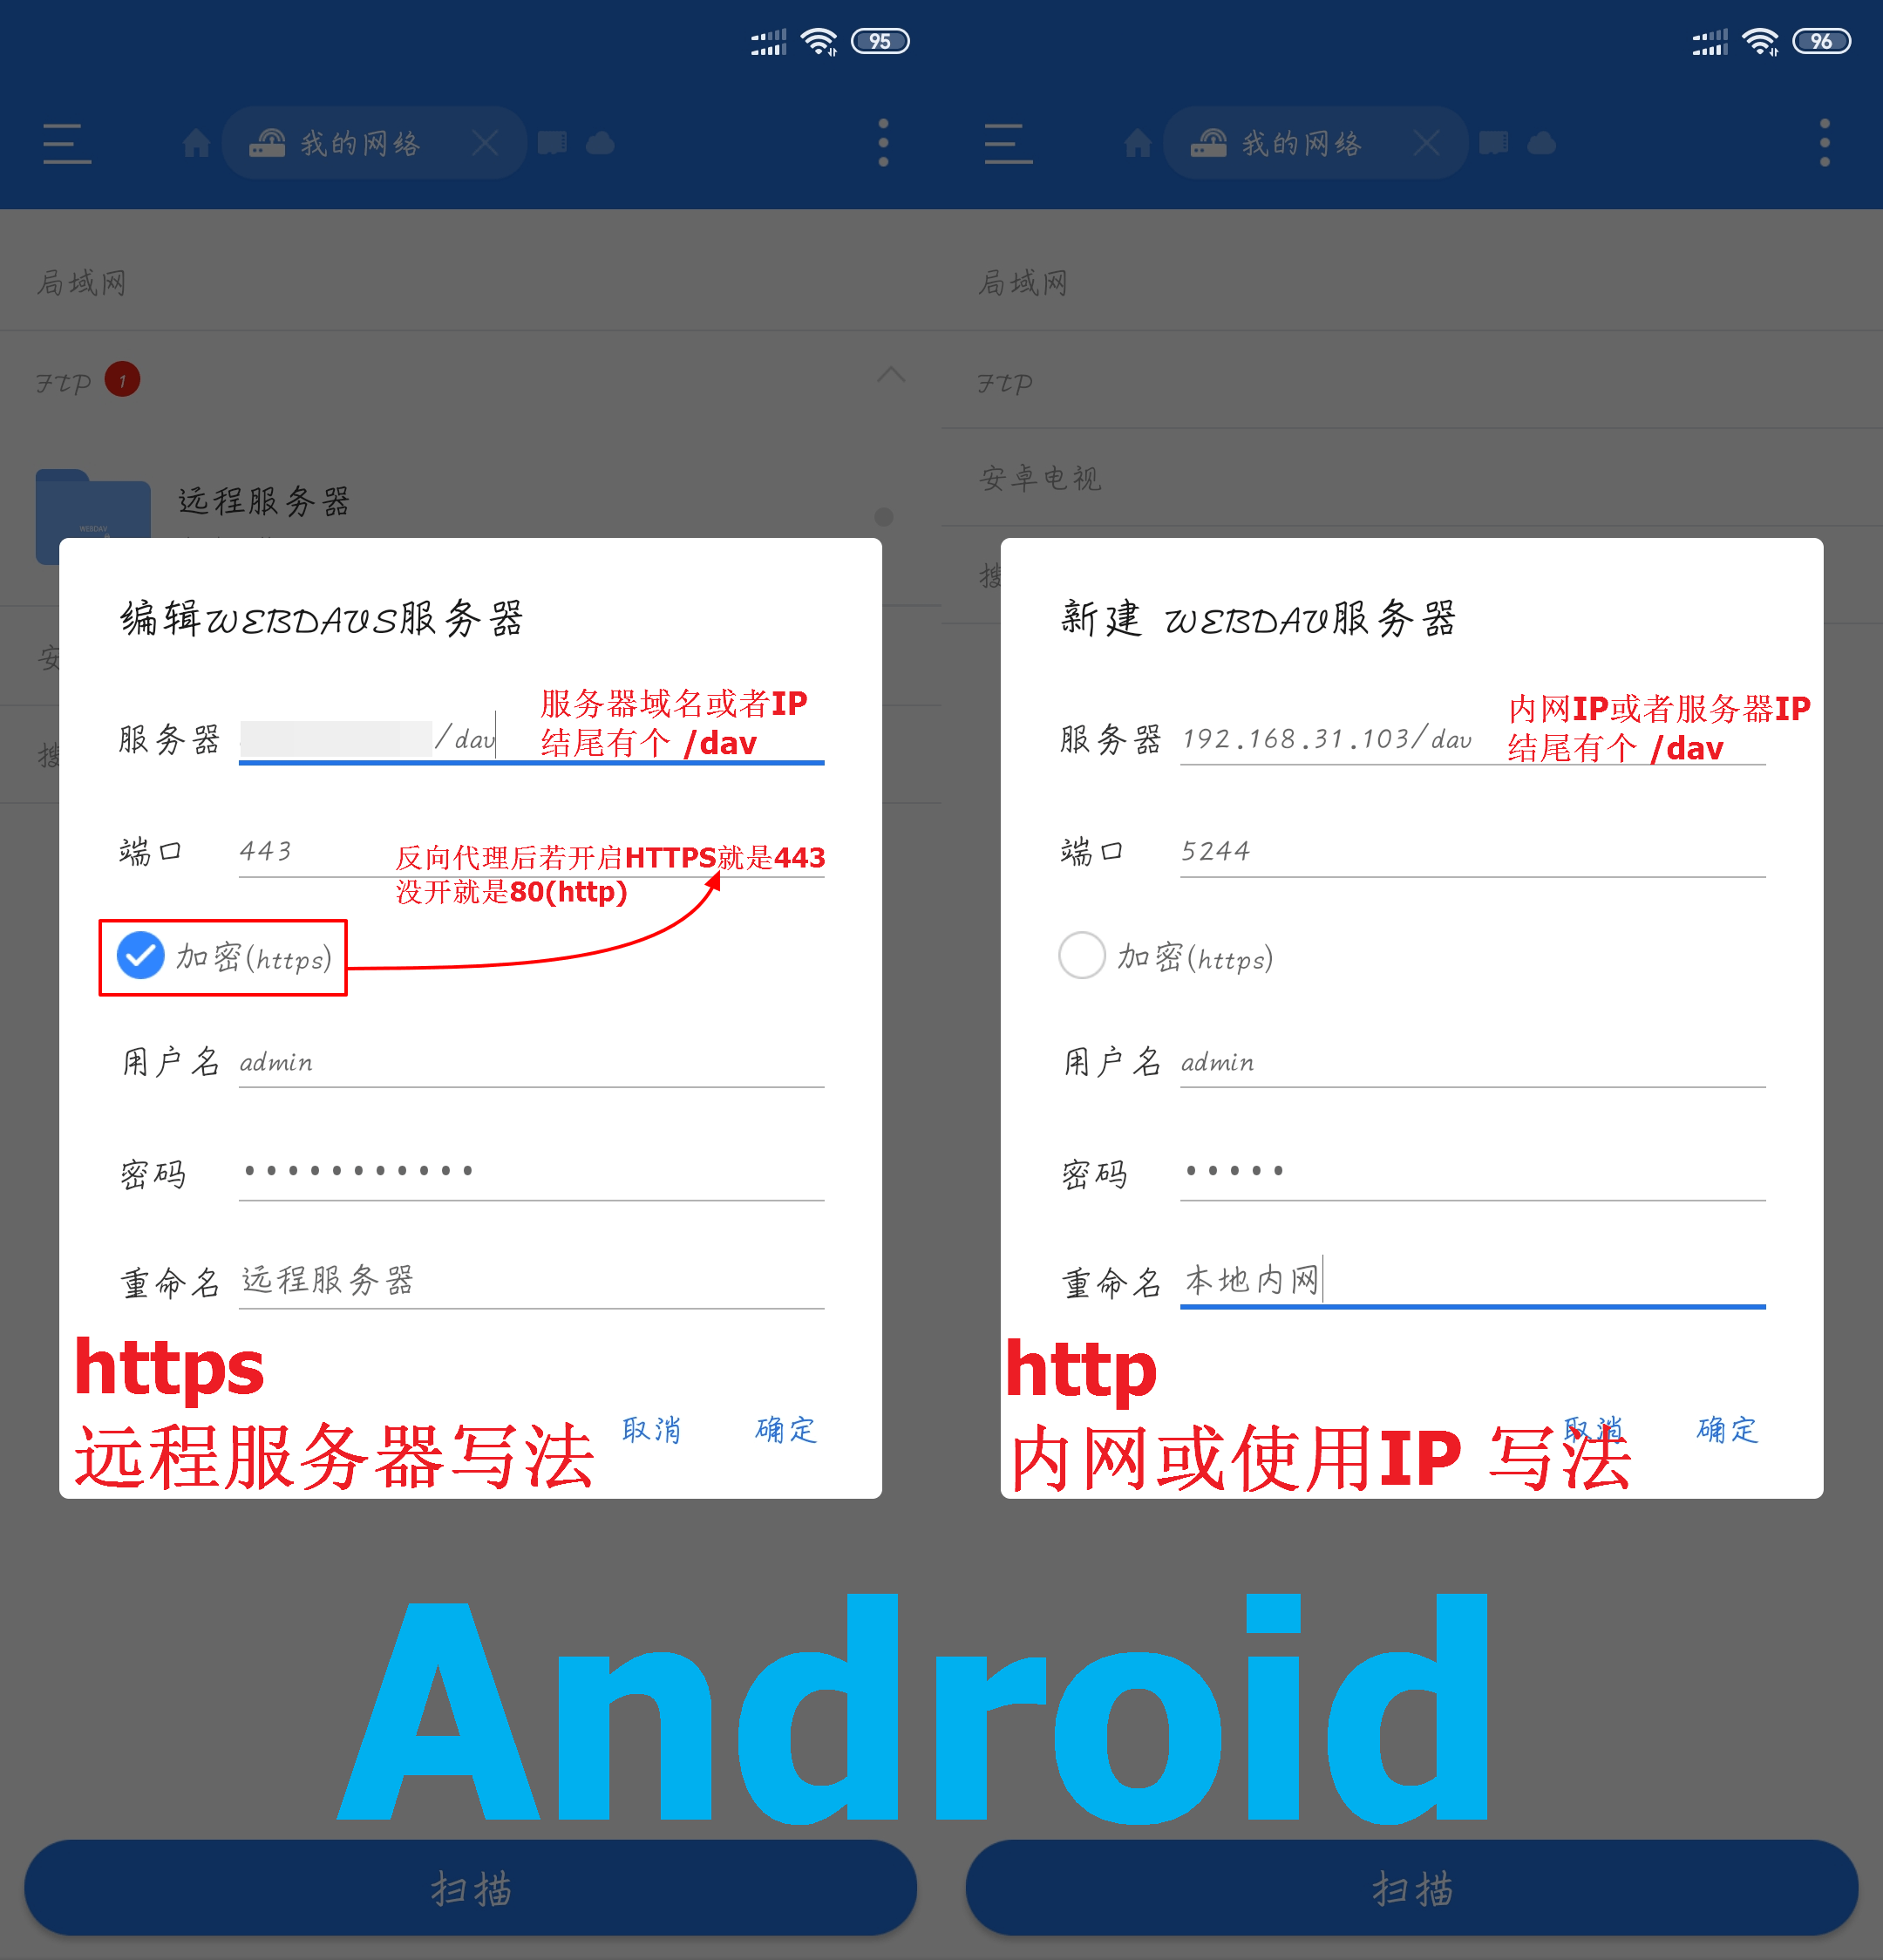 95
我的网络
局域网
FTP 1
WEBDAV
远程服务器
编辑WEBDAVS服务器
服务器 /dav
服务器域名或者IP
结尾有个 /dav
端口 443
反向代理后若开启HTTPS就是443
没开就是80(http)
加密(https)
用户名 admin
密码 •••••••••••
重命名 远程服务器
https
远程服务器写法
取消 确定
扫描
96
我的网络
局域网
FTP
安卓电视
搜
新建 WEBDAV服务器
服务器 192.168.31.103/dav
内网IP或者服务器IP
结尾有个 /dav
端口 5244
加密(https)
用户名 admin
密码 •••••
重命名 本地内网
http
内网或使用IP 写法
取消 确定
扫描
Android